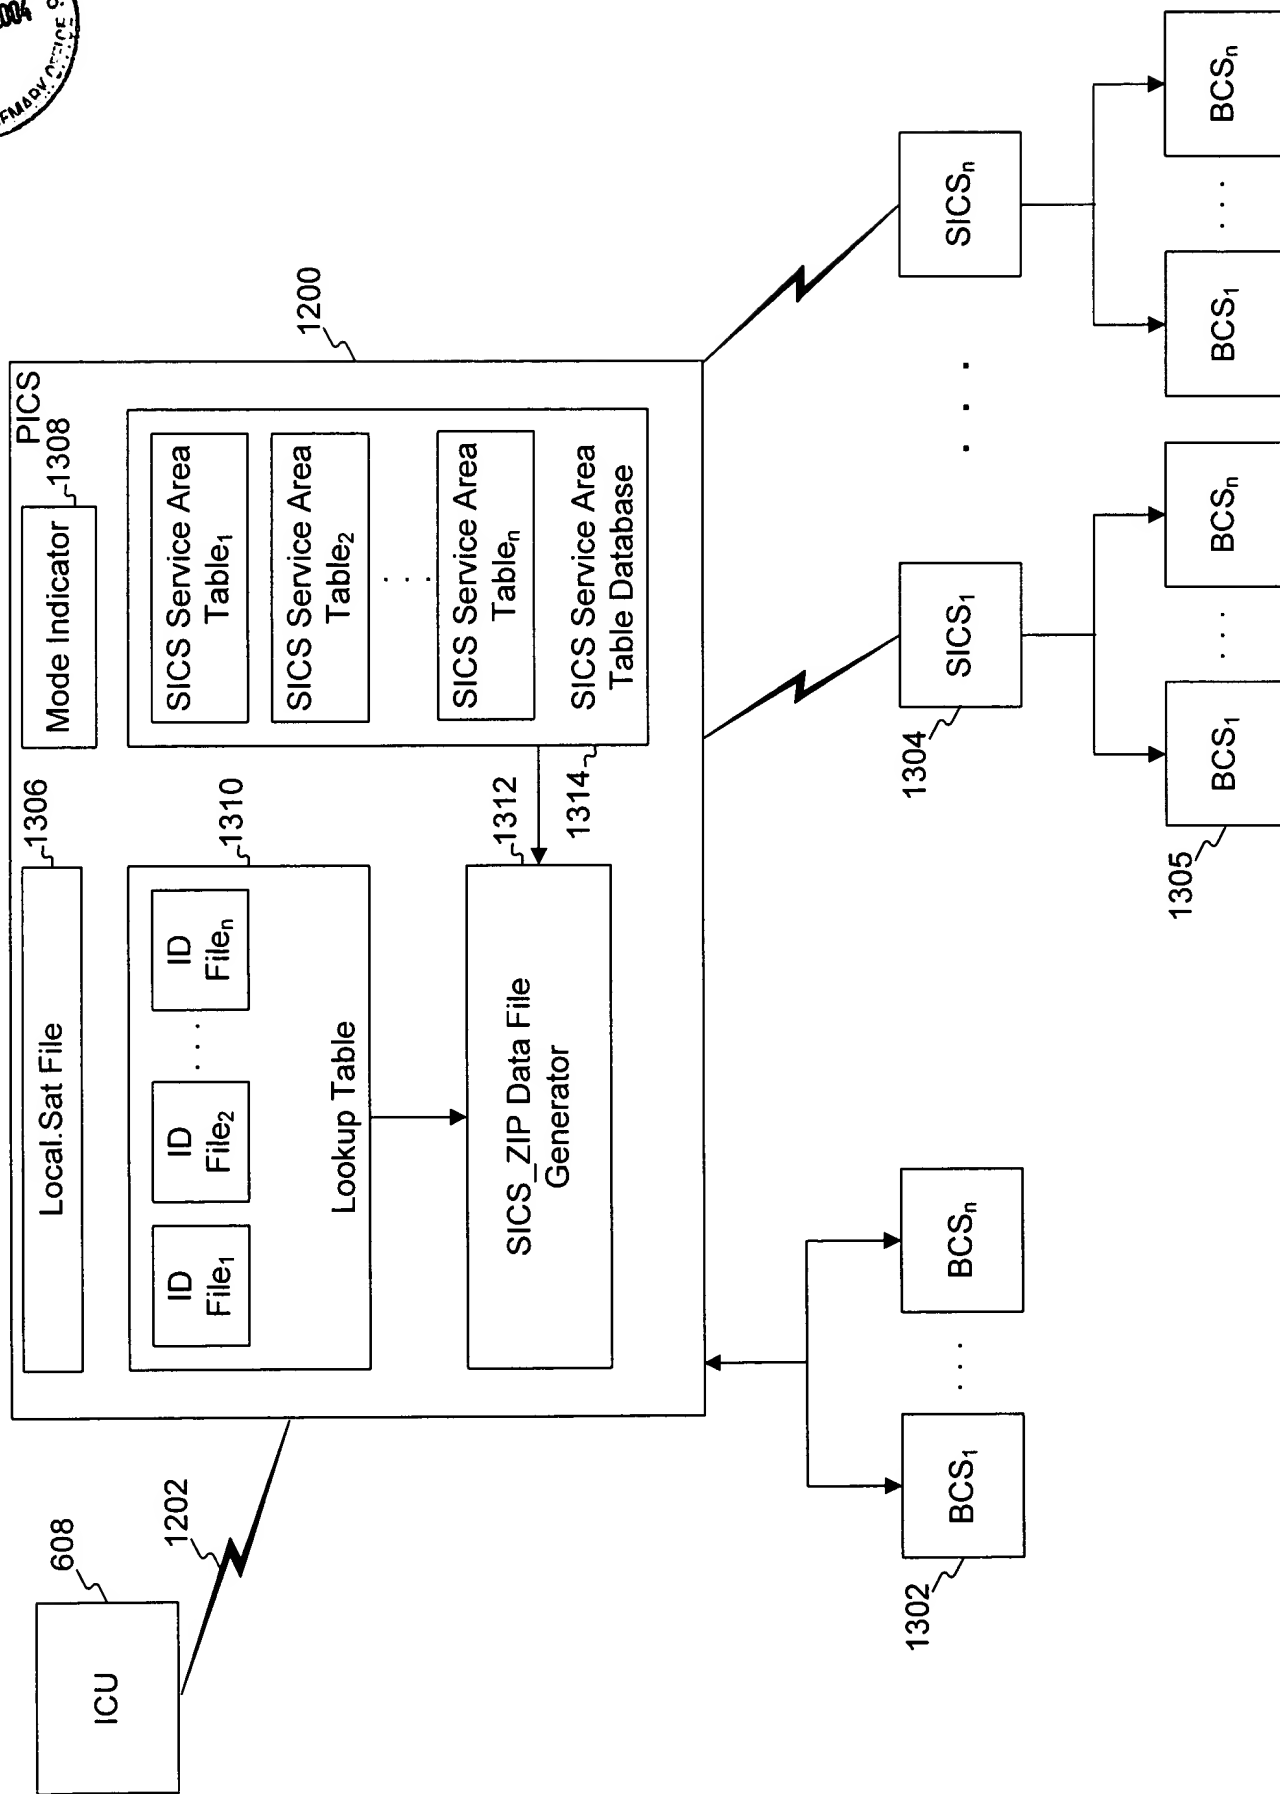 2004
OFFICE
ICU
608
1202
PICS
1200
Local.Sat File
1306
Mode Indicator
1308
ID
File1
ID
File2
. . . .
ID
Filen
Lookup Table
1310
SICS_ZIP Data File
Generator
1312
SICS Service Area
Table1
SICS Service Area
Table2
. . . .
SICS Service Area
Tablen
SICS Service Area
Table Database
1314
BCS1
. . .
BCSn
1302
SICS1
1304
. . .
SICSn
BCS1
. . .
BCSn
1305
BCS1
. . .
BCSn